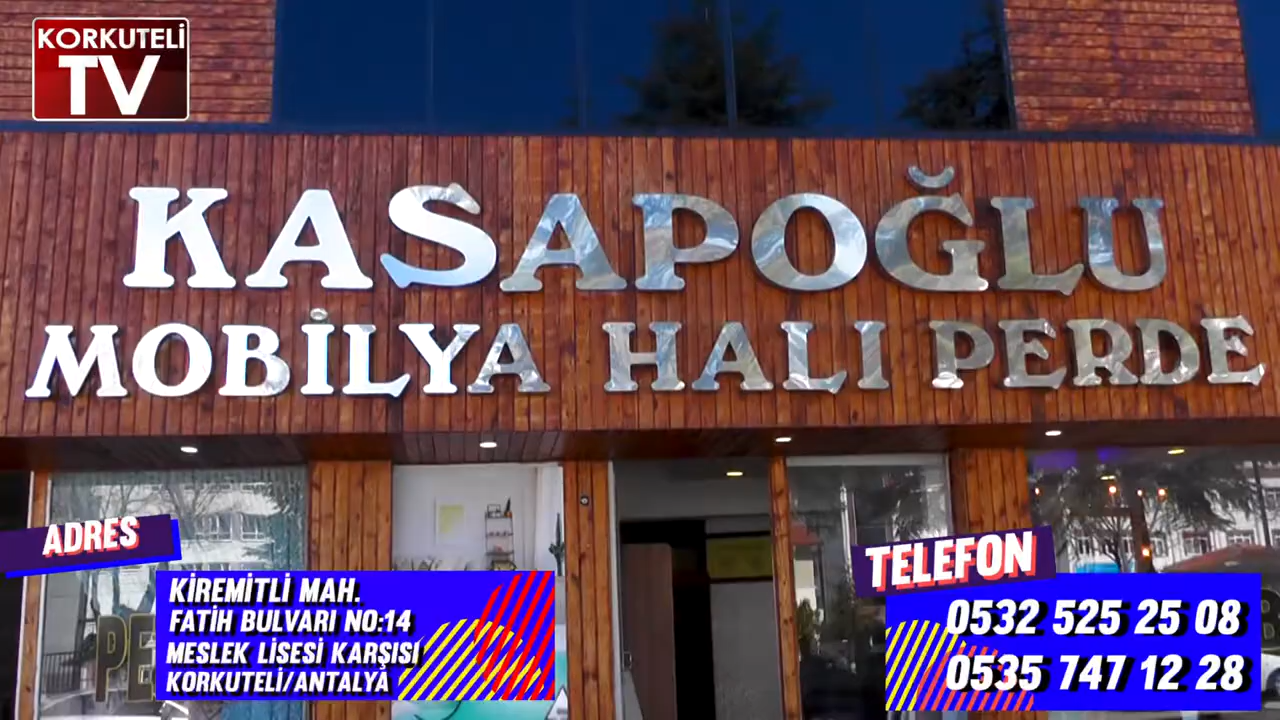 KORKUTELİ
TV
KASAPOĞLU
MOBİLYA HALI PERDE
ADRES
KİREMİTLİ MAH.
FATİH BULVARI NO:14
MESLEK LİSESİ KARŞISI
KORKUTELİ/ANTALYA
TELEFON
0532 525 25 08
0535 747 12 28